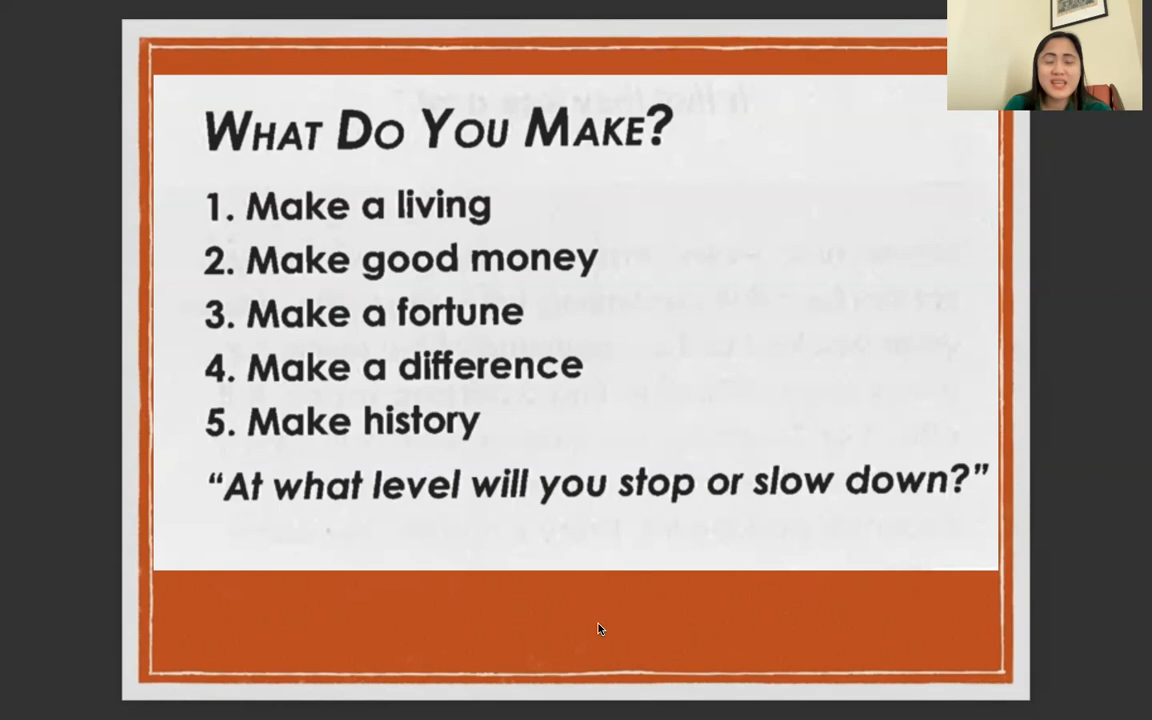 WHAT DO YOU MAKE?
1. Make a living
2. Make good money
3. Make a fortune
4. Make a difference
5. Make history
“At what level will you stop or slow down?”